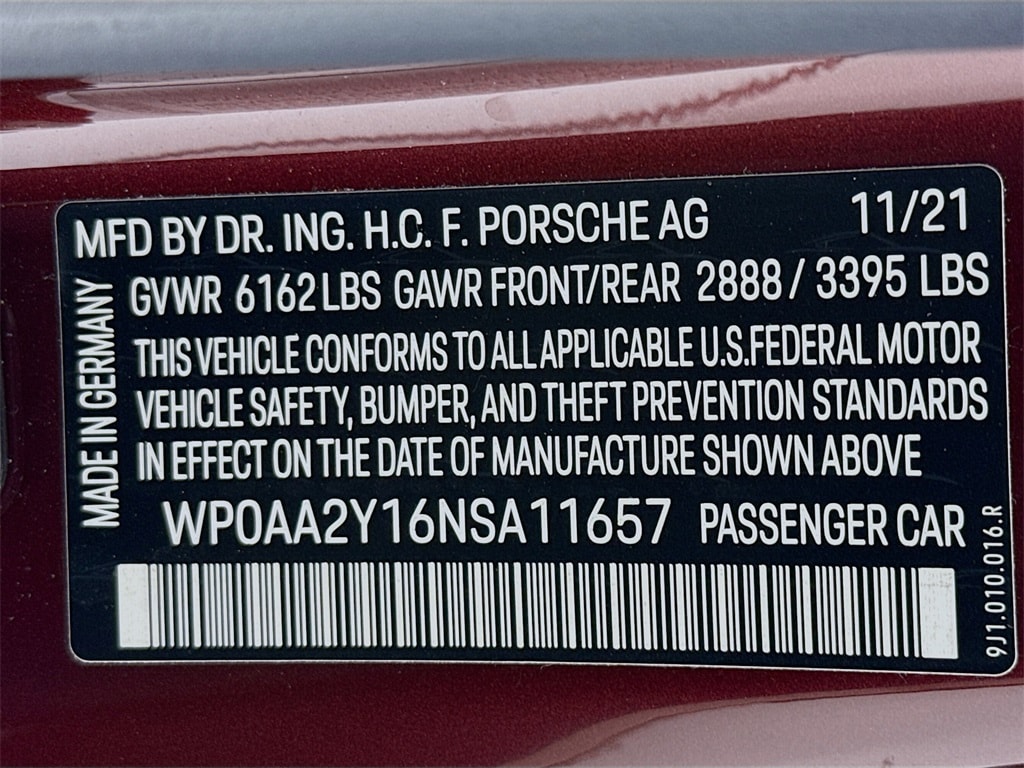 MFD BY DR. ING. H.C. F. PORSCHE AG 11/21
GVWR 6162 LBS GAWR FRONT/REAR 2888 / 3395 LBS
THIS VEHICLE CONFORMS TO ALL APPLICABLE U.S.FEDERAL MOTOR
VEHICLE SAFETY, BUMPER, AND THEFT PREVENTION STANDARDS
IN EFFECT ON THE DATE OF MANUFACTURE SHOWN ABOVE
WP0AA2Y16NSA11657 PASSENGER CAR
MADE IN GERMANY
9J1.010.016.R